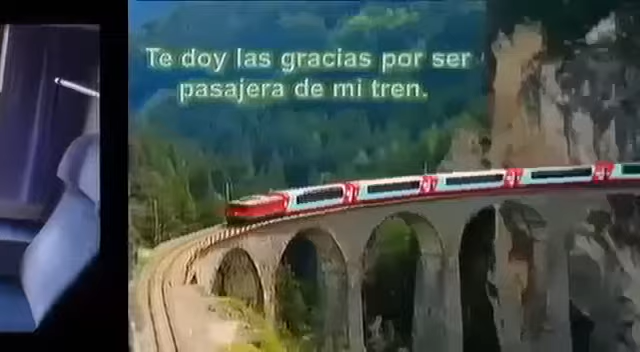 Te doy las gracias por ser
pasajera de mi tren.